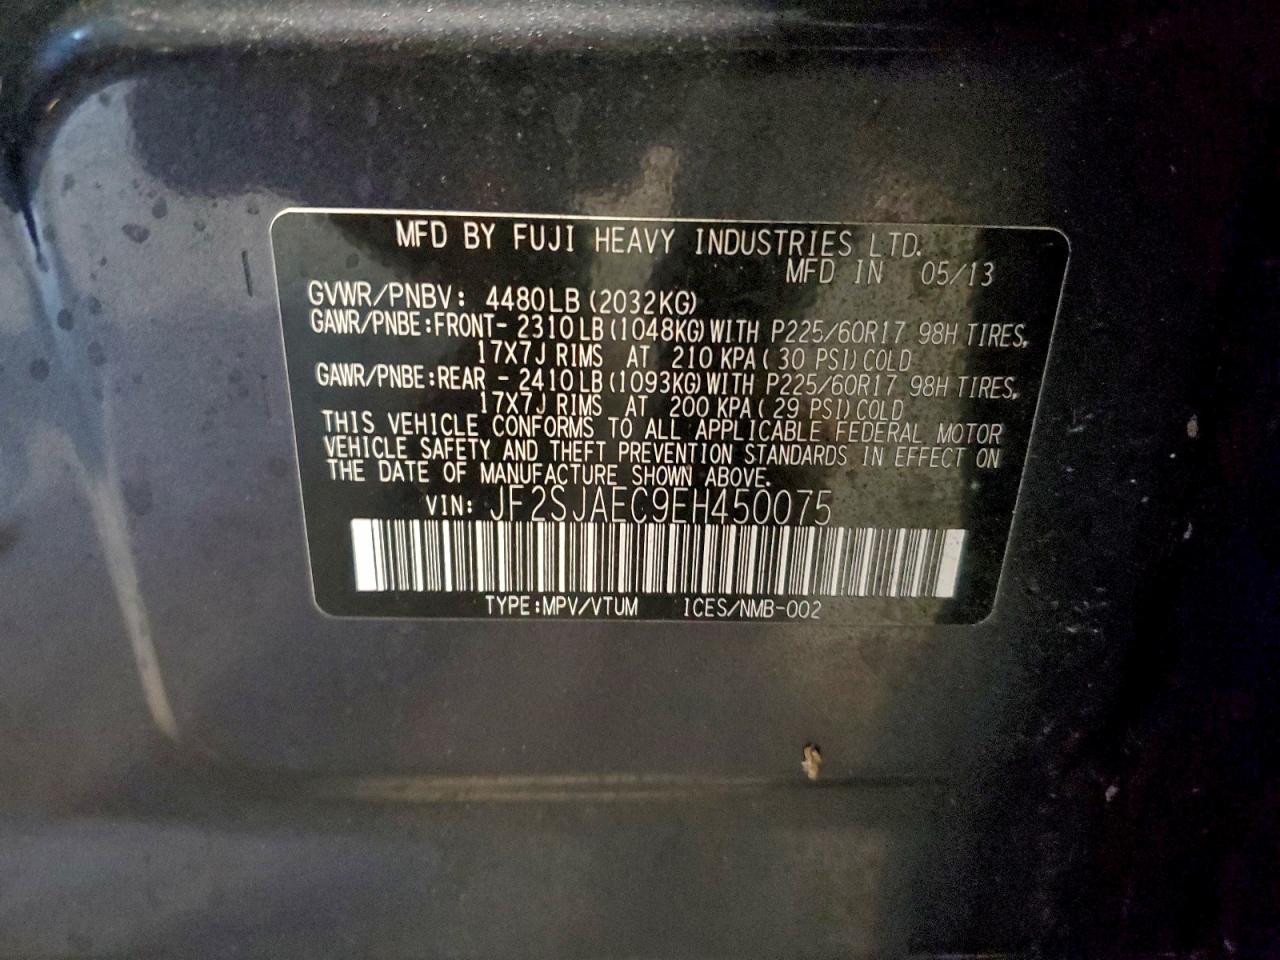 MFD BY FUJI HEAVY INDUSTRIES LTD.
MFD IN 05/13
GVWR/PNBV: 4480LB (2032KG)
GAWR/PNBE:FRONT- 2310LB (1048KG) WITH P225/60R17 98H TIRES,
17X7J RIMS AT 210 KPA ( 30 PSI) COLD
GAWR/PNBE:REAR - 2410LB (1093KG) WITH P225/60R17 98H TIRES,
17X7J RIMS AT 200 KPA ( 29 PSI) COLD
THIS VEHICLE CONFORMS TO ALL APPLICABLE FEDERAL MOTOR
VEHICLE SAFETY AND THEFT PREVENTION STANDARDS IN EFFECT ON
THE DATE OF MANUFACTURE SHOWN ABOVE.
VIN: JF2SJAEC9EH450075
TYPE:MPV/VTUM ICES/NMB-002